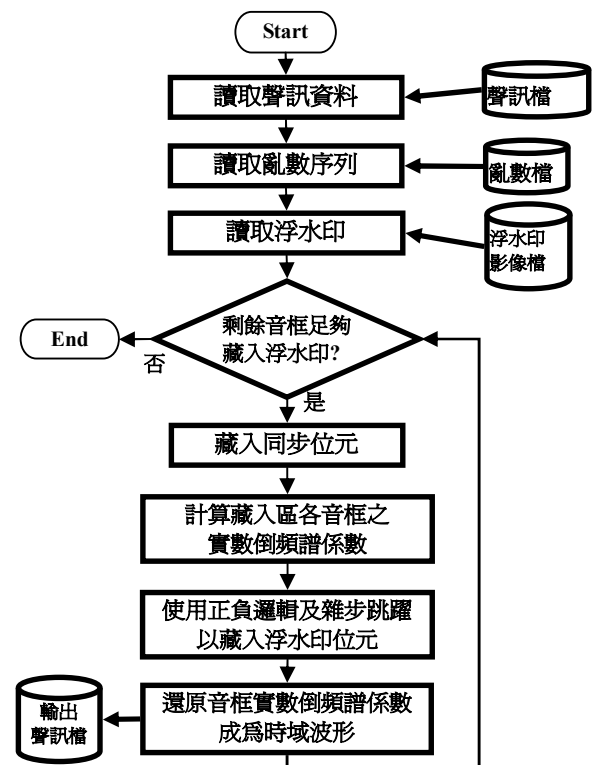 Start
讀取聲訊資料
聲訊檔
讀取亂數序列
亂數檔
讀取浮水印
浮水印
影像檔
剩餘音框足夠
藏入浮水印?
End
否
是
藏入同步位元
計算藏入區各音框之
實數倒頻譜係數
使用正負邏輯及雜步跳躍
以藏入浮水印位元
還原音框實數倒頻譜係數
成為時域波形
輸出
聲訊檔